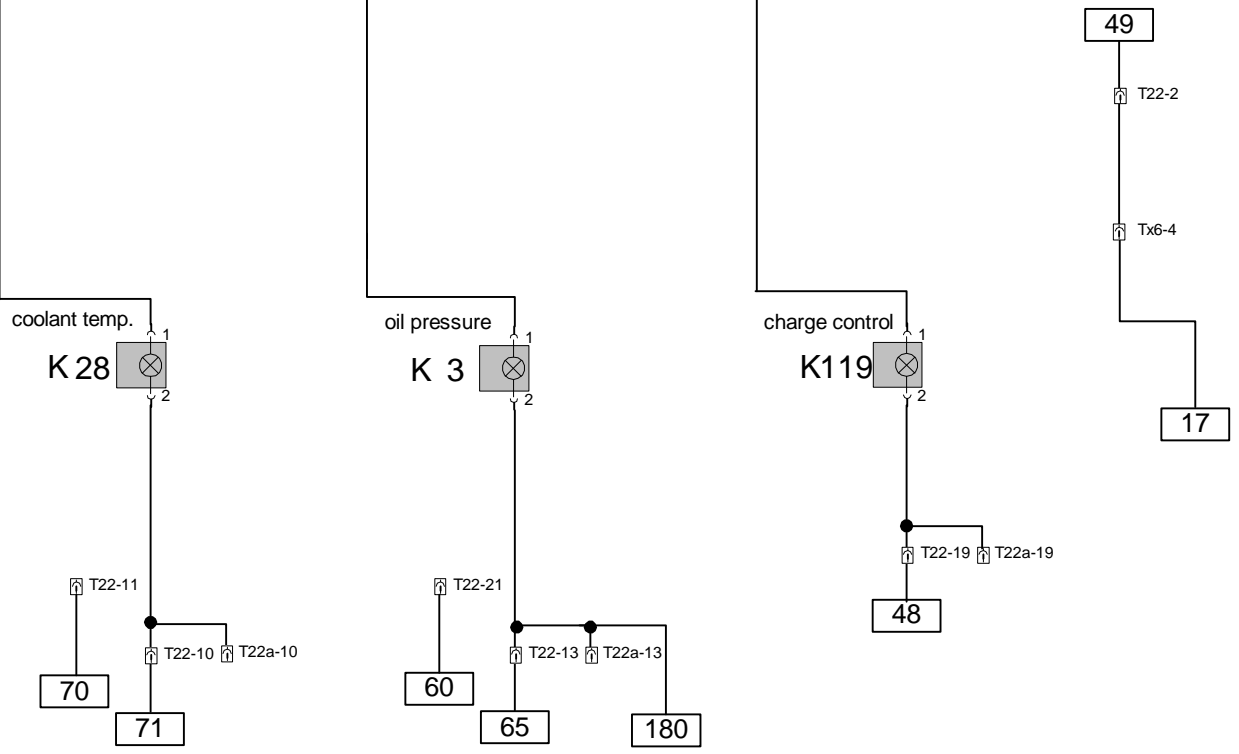 49
T22-2
Tx6-4
coolant temp.
1
K 28
2
oil pressure
1
K 3
2
charge control
1
K119
2
17
T22-19
T22a-19
48
T22-11
T22-10
T22a-10
70
71
T22-21
T22-13
T22a-13
60
65
180